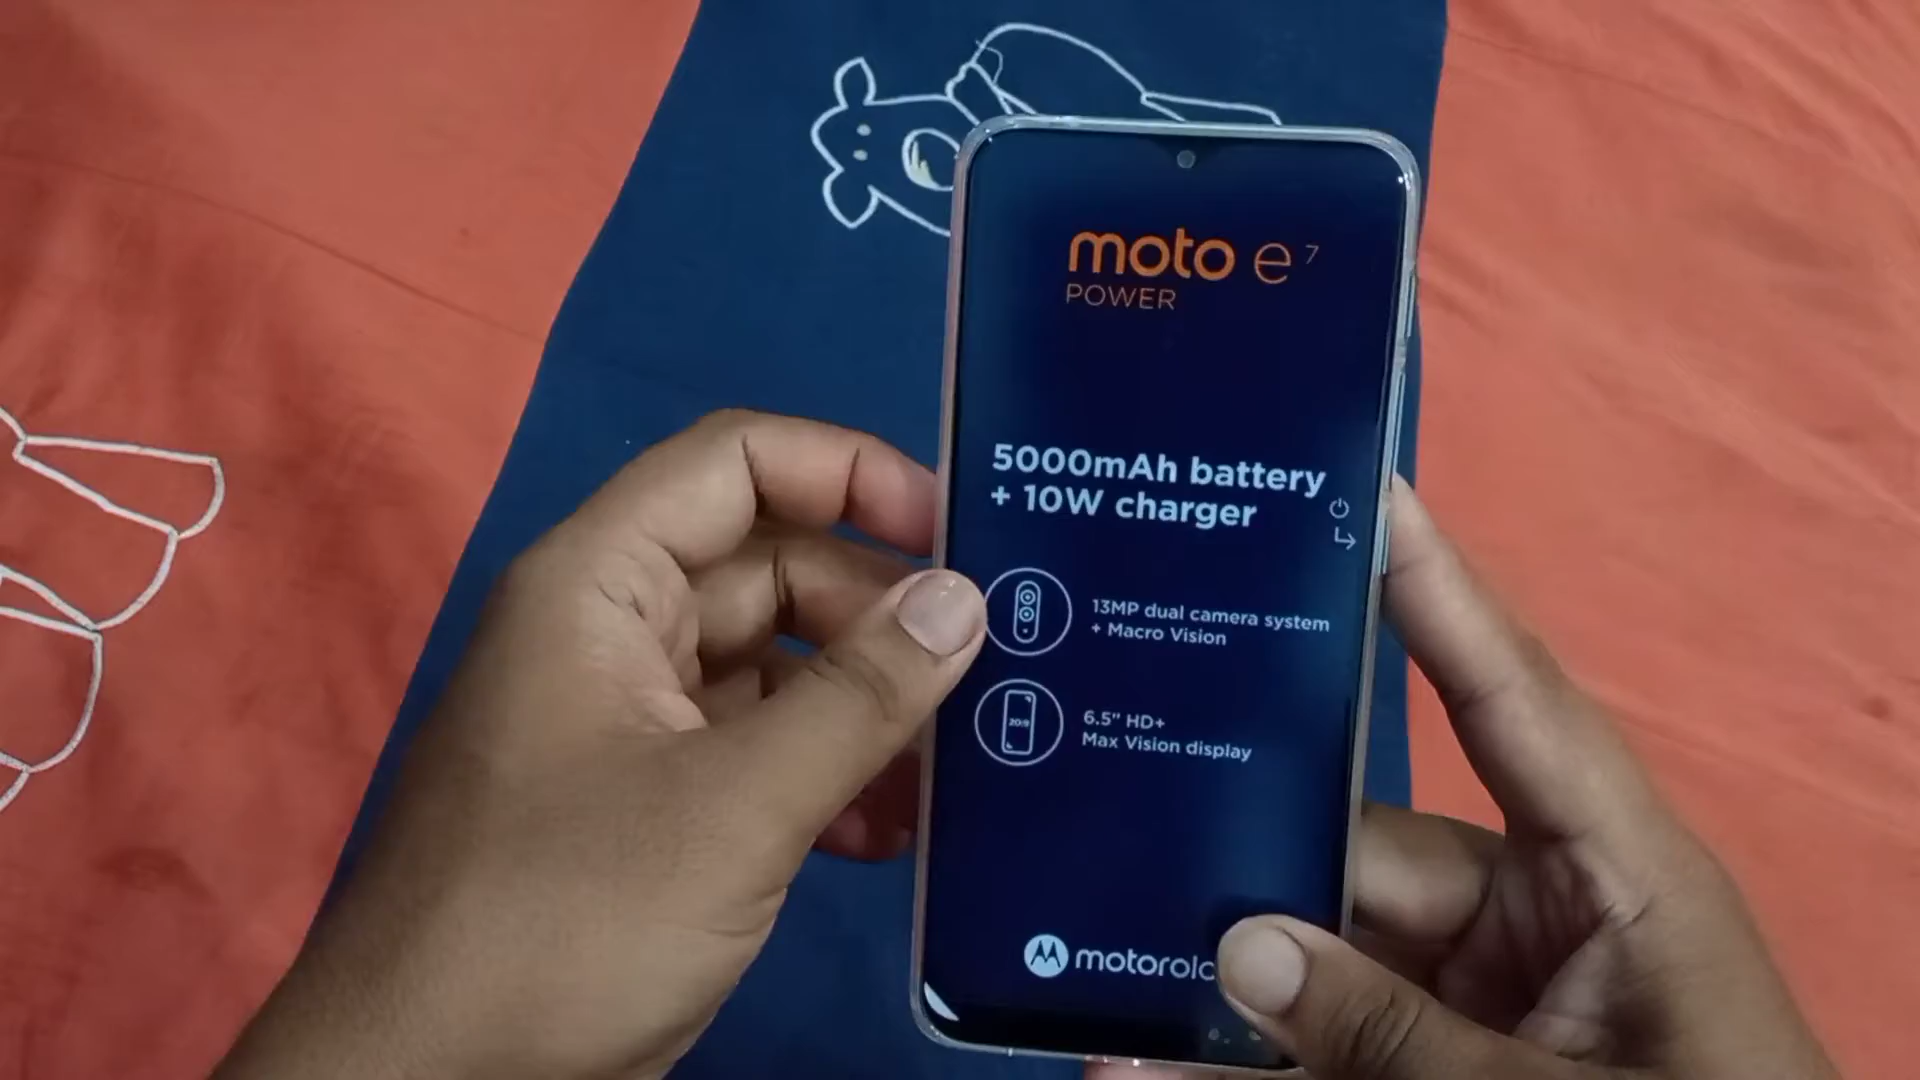 moto e7
POWER
5000mAh battery
+ 10W charger
13MP dual camera system
+ Macro Vision
20:9
6.5" HD+
Max Vision display
motorola